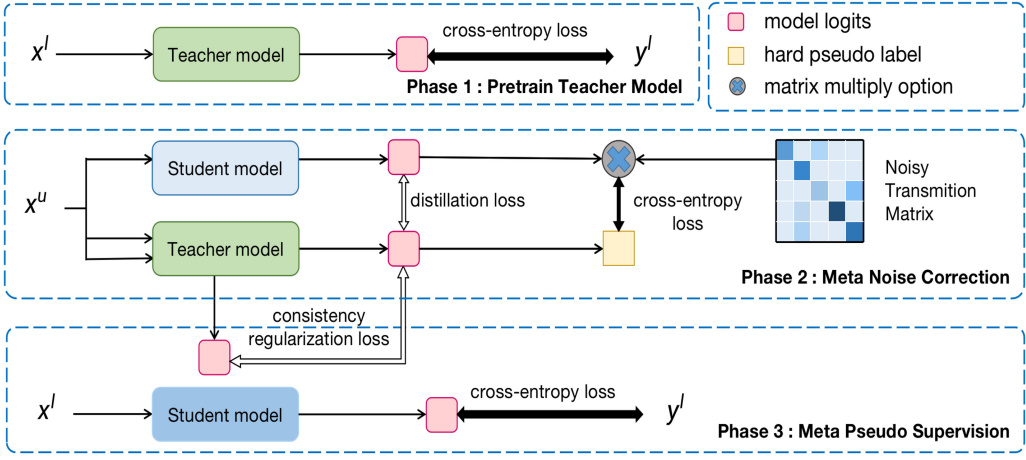 x^l
Teacher model
cross-entropy loss
y^l
Phase 1 : Pretrain Teacher Model
model logits
hard pseudo label
matrix multiply option
x^u
Student model
distillation loss
cross-entropy
loss
Noisy
Transmition
Matrix
Teacher model
Phase 2 : Meta Noise Correction
consistency
regularization loss
x^l
Student model
cross-entropy loss
y^l
Phase 3 : Meta Pseudo Supervision